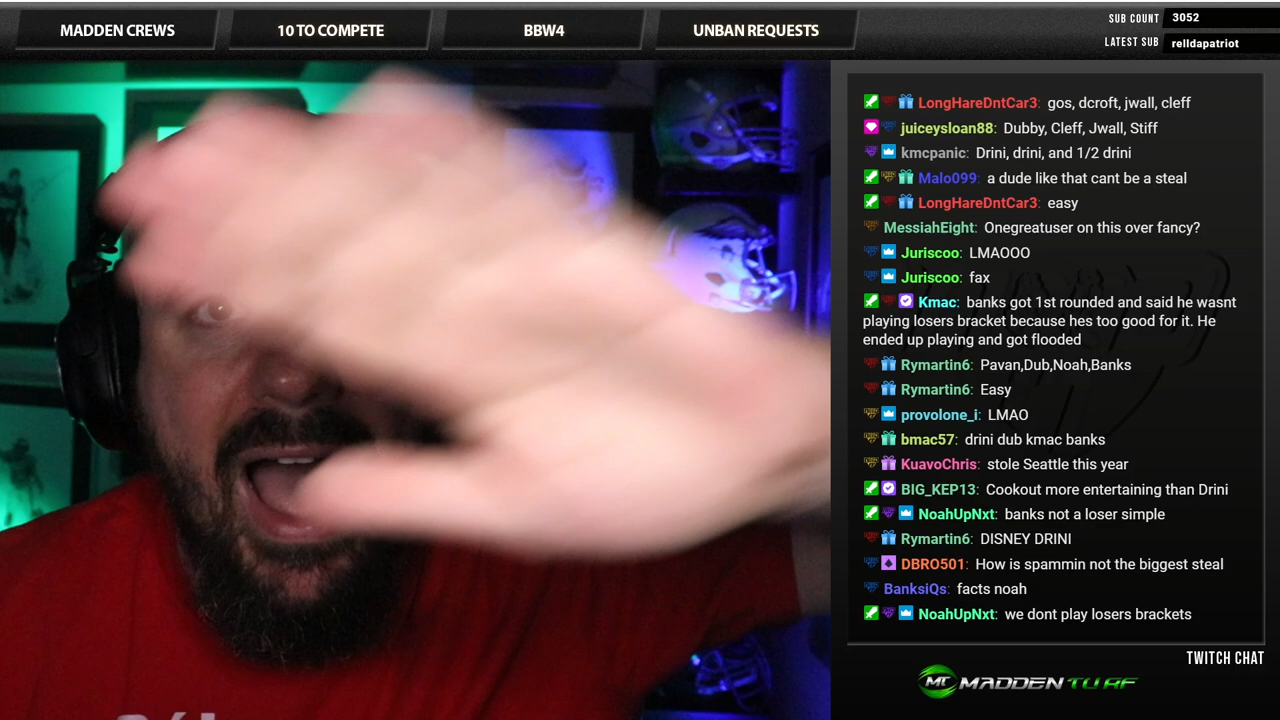 MADDEN CREWS
10 TO COMPETE
BBW4
UNBAN REQUESTS
SUB COUNT 3052
LATEST SUB relldapatriot
LongHareDntCar3: gos, dcroft, jwall, cleff
juiceysloan88: Dubby, Cleff, Jwall, Stiff
kmcpanic: Drini, drini, and 1/2 drini
Malo099: a dude like that cant be a steal
LongHareDntCar3: easy
MessiahEight: Onegreatuser on this over fancy?
Juriscoo: LMAOOO
Juriscoo: fax
Kmac: banks got 1st rounded and said he wasnt
playing losers bracket because hes too good for it. He
ended up playing and got flooded
Rymartin6: Pavan,Dub,Noah,Banks
Rymartin6: Easy
provolone_i: LMAO
bmac57: drini dub kmac banks
KuavoChris: stole Seattle this year
BIG_KEP13: Cookout more entertaining than Drini
NoahUpNxt: banks not a loser simple
Rymartin6: DISNEY DRINI
DBRO501: How is spammin not the biggest steal
BanksiQs: facts noah
NoahUpNxt: we dont play losers brackets
TWITCH CHAT
MT MADDEN TURF